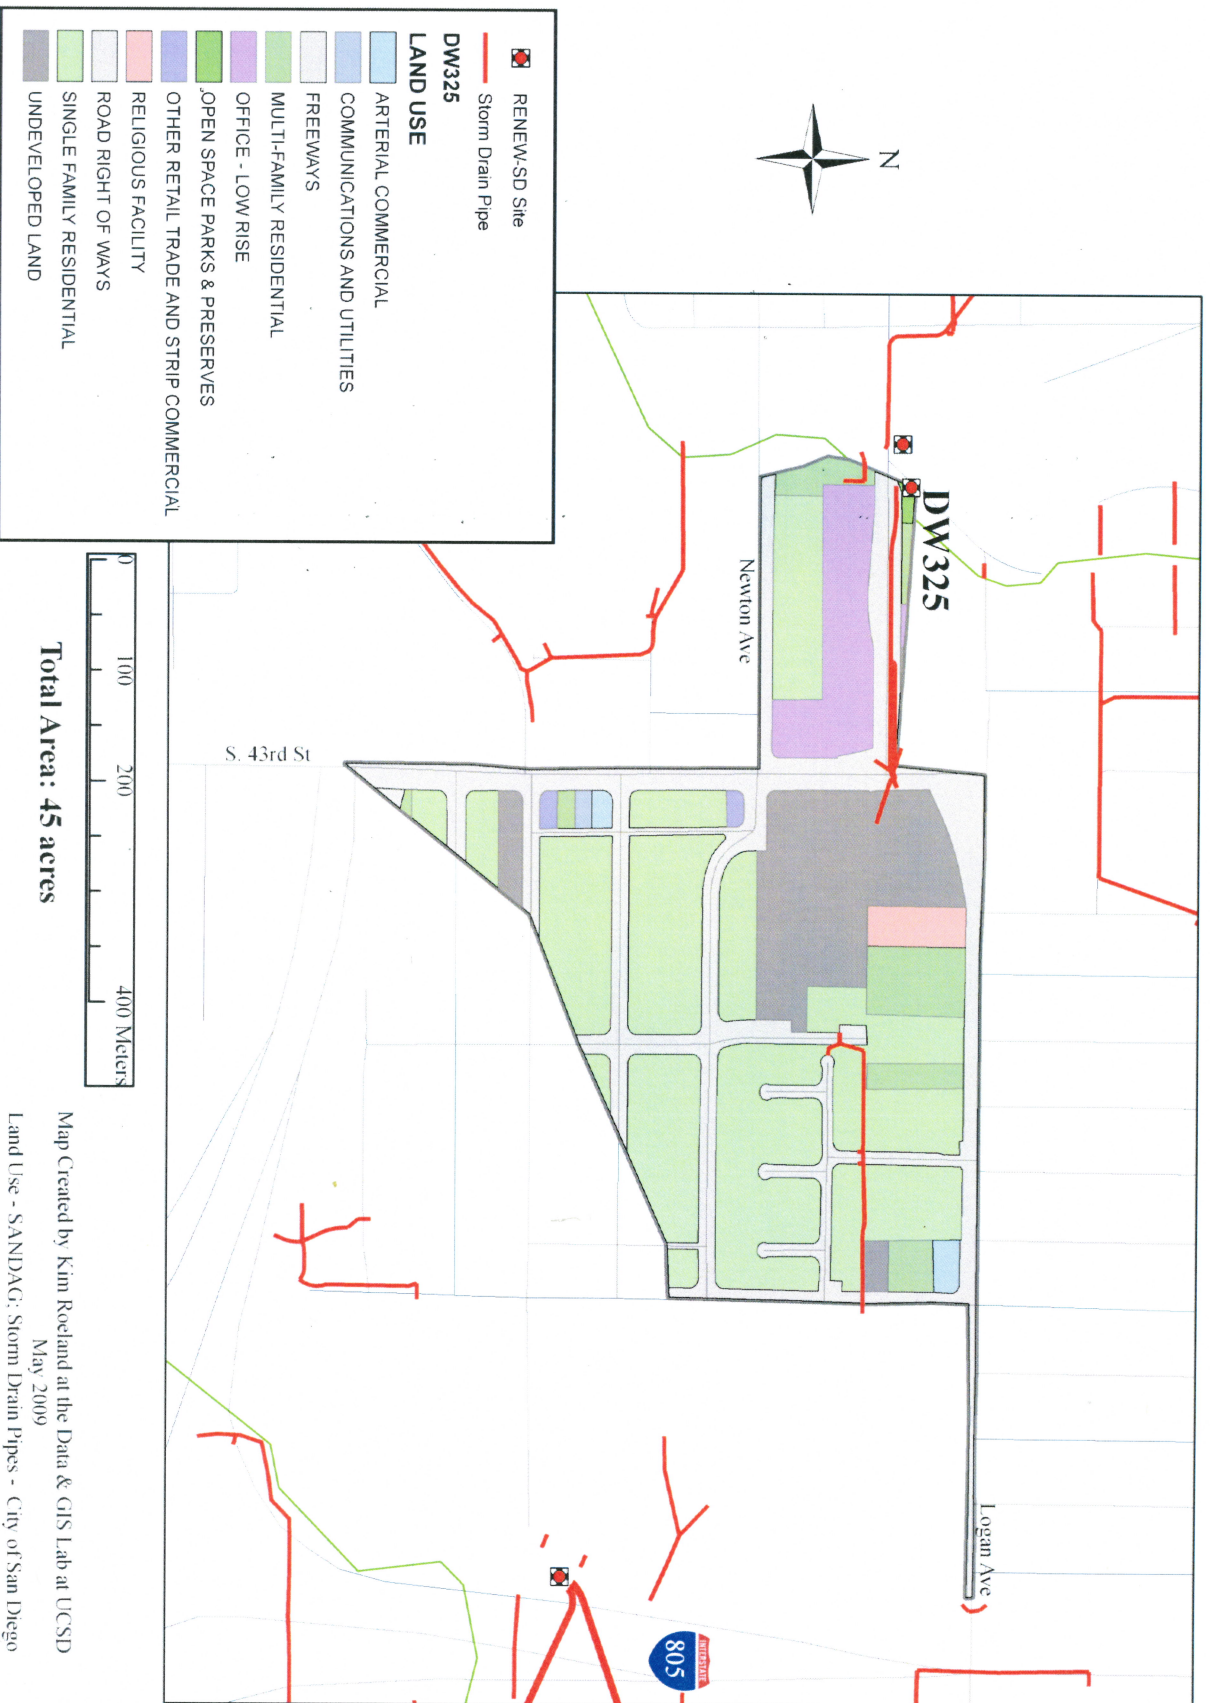 RENEW-SD Site
Storm Drain Pipe
DW325
LAND USE
ARTERIAL COMMERCIAL
COMMUNICATIONS AND UTILITIES
FREEWAYS
MULTI-FAMILY RESIDENTIAL
OFFICE - LOW RISE
OPEN SPACE PARKS & PRESERVES
OTHER RETAIL TRADE AND STRIP COMMERCIAL
RELIGIOUS FACILITY
ROAD RIGHT OF WAYS
SINGLE FAMILY RESIDENTIAL
UNDEVELOPED LAND
N
DW325
Newton Ave
S. 43rd St
Logan Ave
INTERSTATE
805
0 100 200 400 Meters
Total Area: 45 acres
Map Created by Kim Roeland at the Data & GIS Lab at UCSD
May 2009
Land Use - SANDAG; Storm Drain Pipes - City of San Diego